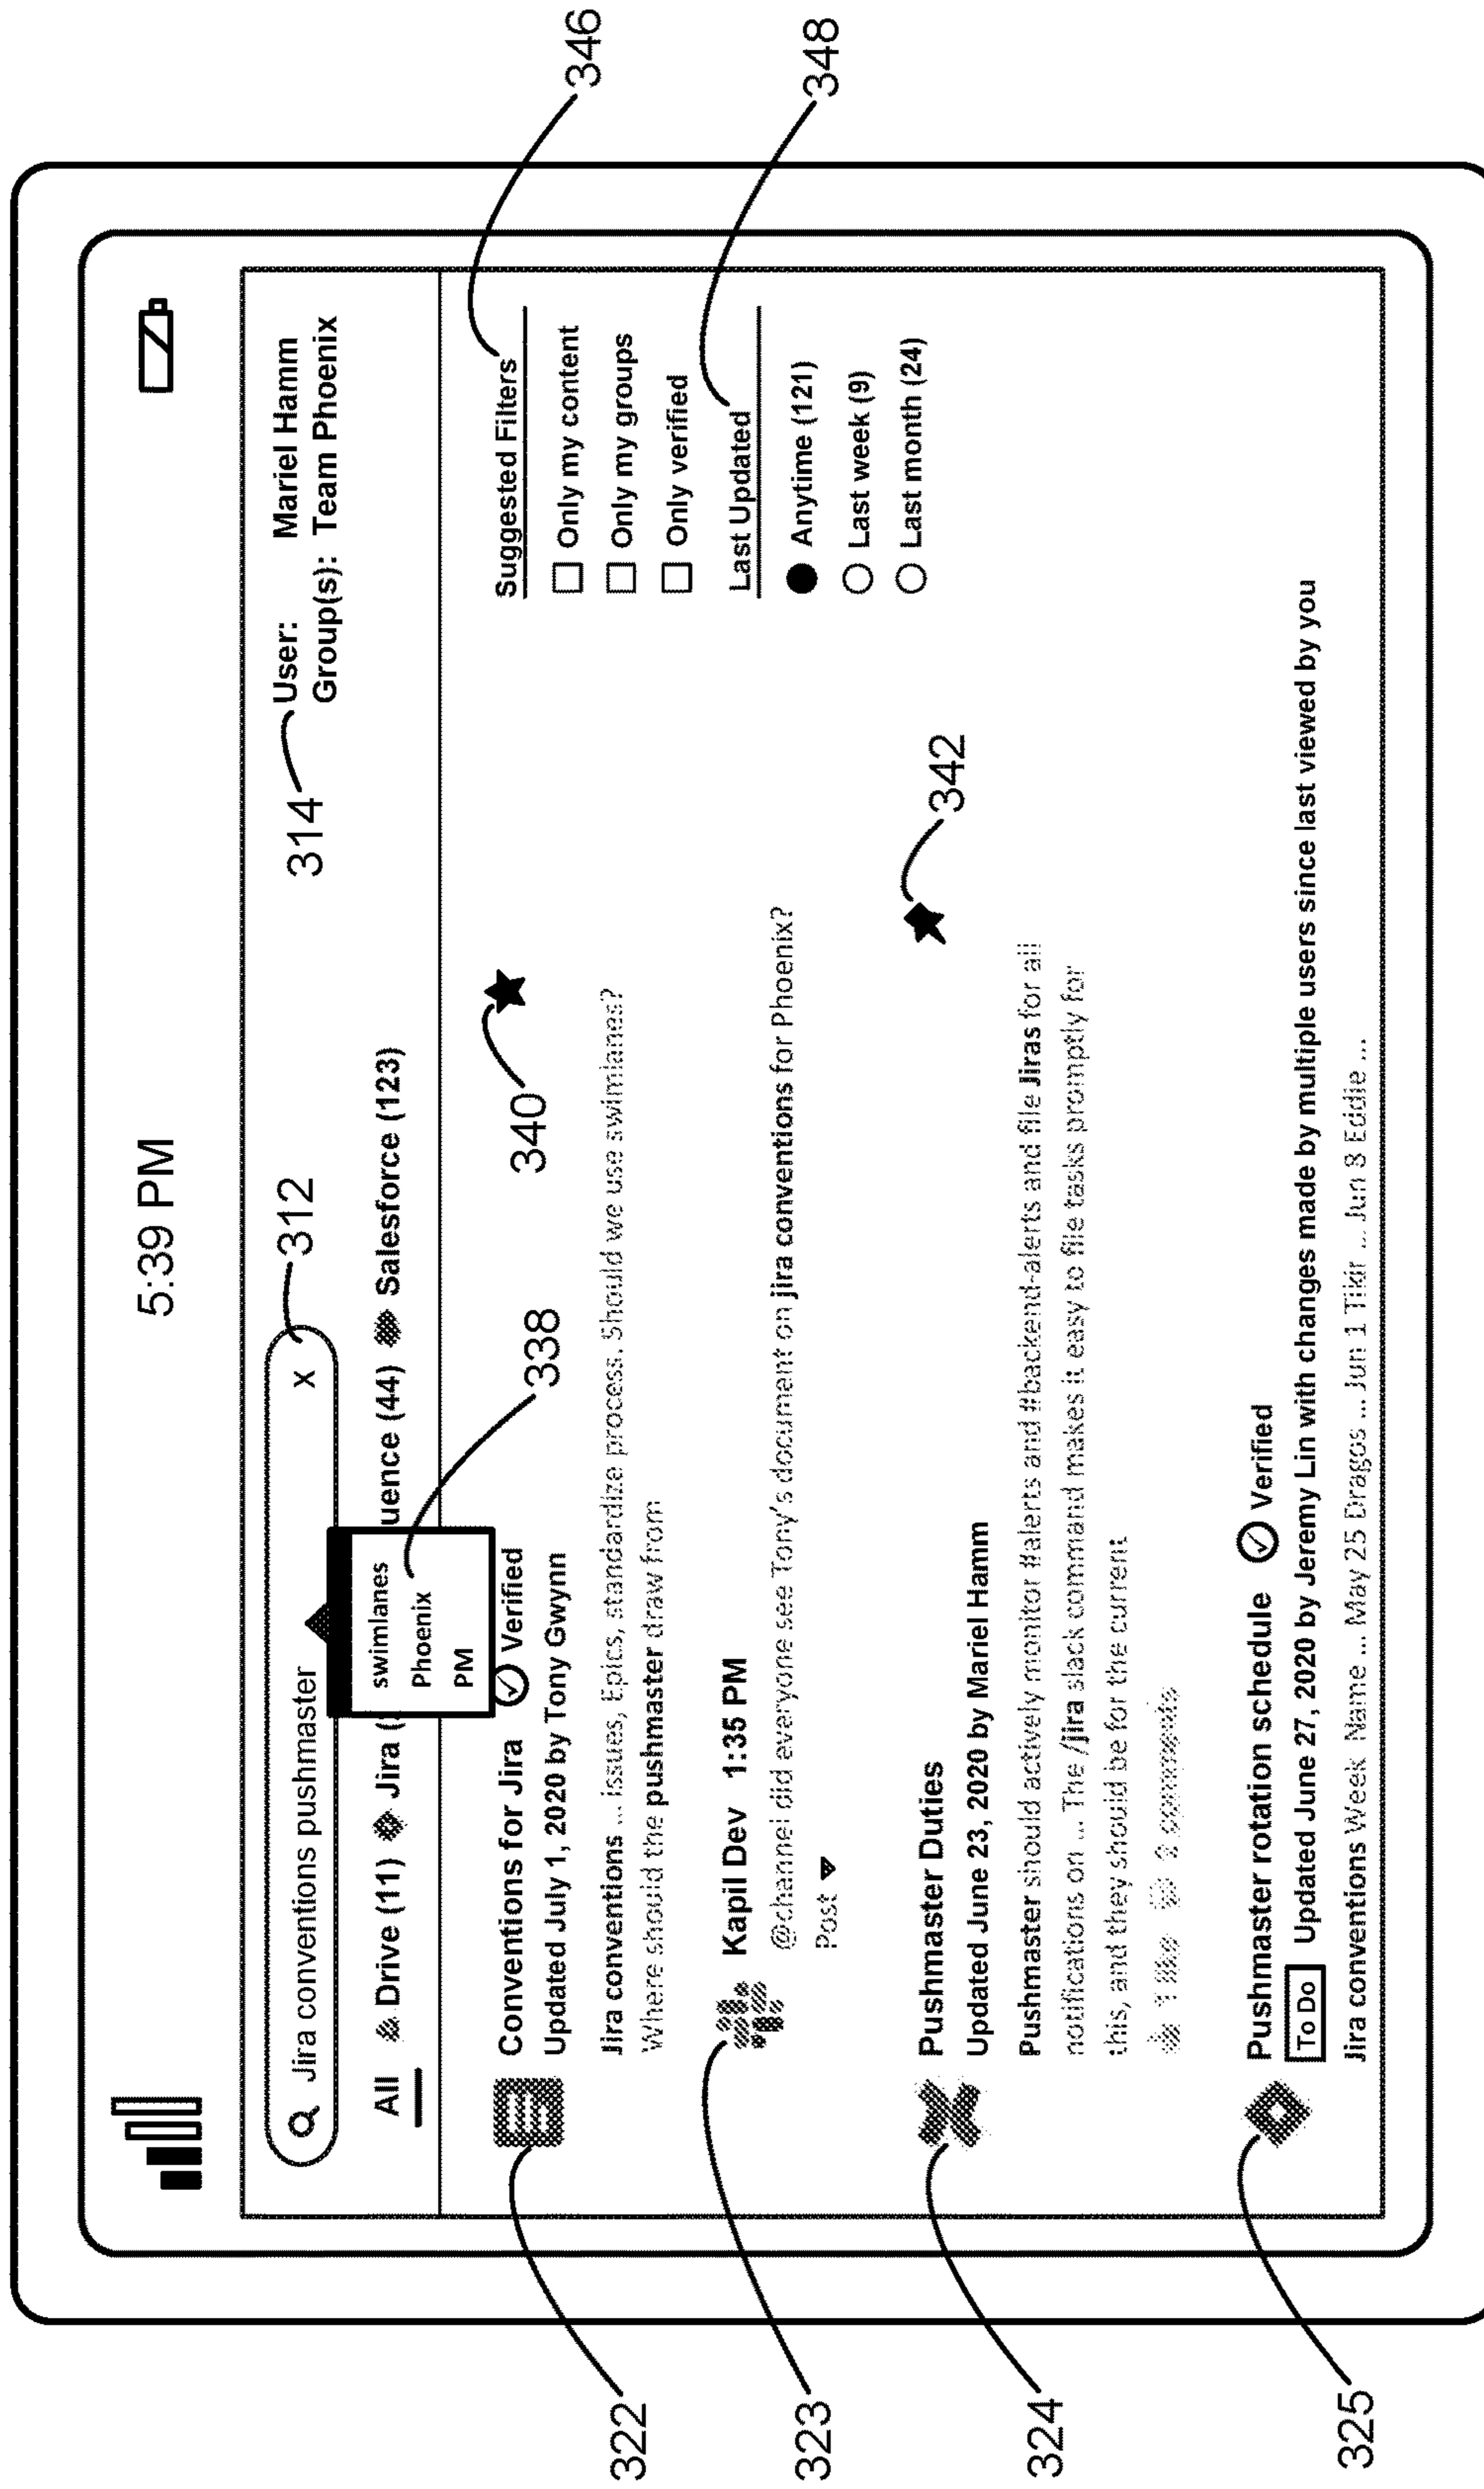 5:39 PM
Jira conventions pushmaster X
312
314
User: Mariel Hamm
Group(s): Team Phoenix
All Drive (11) Jira ( uence (44) Salesforce (123)
swimlanes
Phoenix
PM
338
322
Conventions for Jira Verified
340
Updated July 1, 2020 by Tony Gwynn
Jira conventions ... issues, Epics, standardize process. Should we use swimlanes?
Where should the pushmaster draw from
323
Kapil Dev 1:35 PM
@channel did everyone see Tony's document on jira conventions for Phoenix?
Post
324
Pushmaster Duties
342
Updated June 23, 2020 by Mariel Hamm
Pushmaster should actively monitor #alerts and #backend-alerts and file Jiras for all
notifications on ... The /jira slack command makes it easy to file tasks promptly for
this, and they should be for the current
1 like comments
325
Pushmaster rotation schedule Verified
To Do Updated June 27, 2020 by Jeremy Lin with changes made by multiple users since last viewed by you
Jira conventions Week Name ... May 25 Dragos ... Jun 1 Tikir ... Jun 8 Eddie ...
346
Suggested Filters
Only my content
Only my groups
Only verified
348
Last Updated
Anytime (121)
Last week (9)
Last month (24)